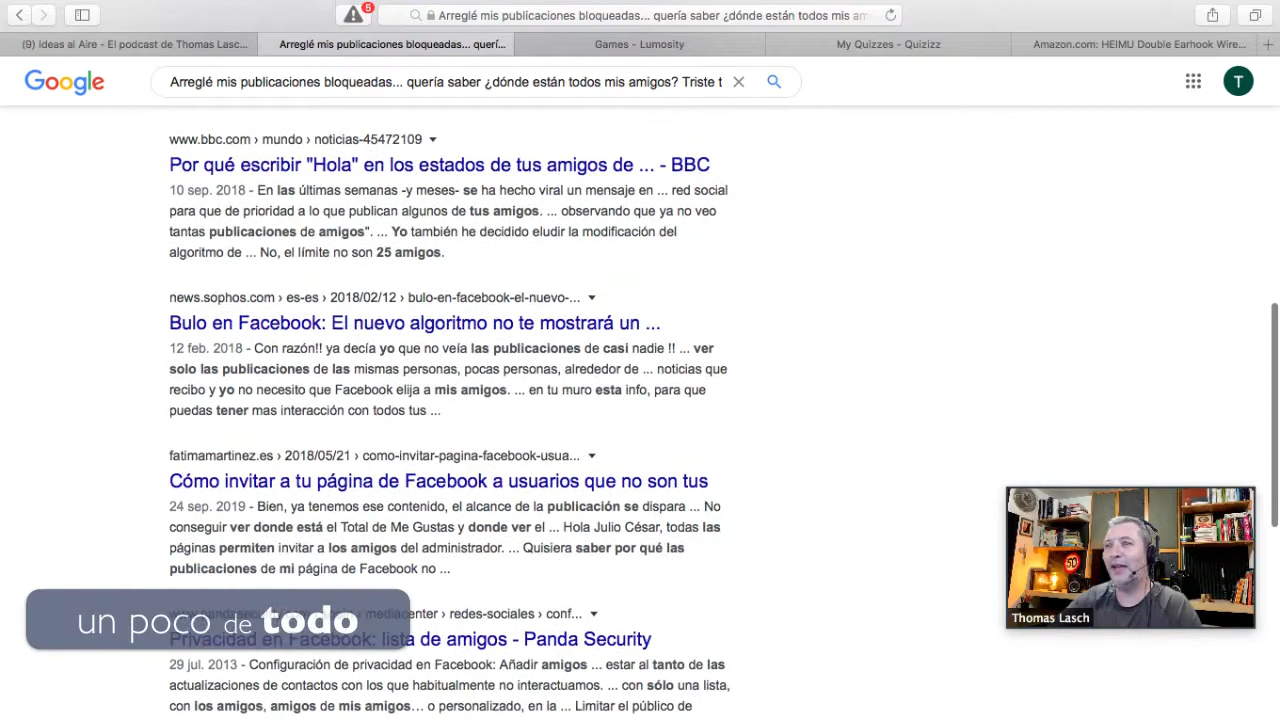 5
Arreglé mis publicaciones bloqueadas... quería saber ¿dónde están todos mis am
(9) Ideas al Aire - El podcast de Thomas Lasc...
Arreglé mis publicaciones bloqueadas... querí...
Games - Lumosity
My Quizzes - Quizizz
Amazon.com: HEIMU Double Earhook Wire...
Google
Arreglé mis publicaciones bloqueadas... quería saber ¿dónde están todos mis amigos? Triste t
T
www.bbc.com › mundo › noticias-45472109
Por qué escribir "Hola" en los estados de tus amigos de ... - BBC
10 sep. 2018 - En las últimas semanas -y meses- se ha hecho viral un mensaje en ... red social
para que de prioridad a lo que publican algunos de tus amigos. ... observando que ya no veo
tantas publicaciones de amigos". ... Yo también he decidido eludir la modificación del
algoritmo de ... No, el límite no son 25 amigos.
news.sophos.com › es-es › 2018/02/12 › bulo-en-facebook-el-nuevo-...
Bulo en Facebook: El nuevo algoritmo no te mostrará un ...
12 feb. 2018 - Con razón!! ya decía yo que no veía las publicaciones de casi nadie !! ... ver
solo las publicaciones de las mismas personas, pocas personas, alrededor de ... noticias que
recibo y yo no necesito que Facebook elija a mis amigos. ... en tu muro esta info, para que
puedas tener mas interacción con todos tus ...
fatimamartinez.es › 2018/05/21 › como-invitar-pagina-facebook-usua...
Cómo invitar a tu página de Facebook a usuarios que no son tus
24 sep. 2019 - Bien, ya tenemos ese contenido, el alcance de la publicación se dispara ... No
conseguir ver donde está el Total de Me Gustas y donde ver el ... Hola Julio César, todas las
páginas permiten invitar a los amigos del administrador. ... Quisiera saber por qué las
publicaciones de mi página de Facebook no ...
mediacenter › redes-sociales › conf...
Privacidad en Facebook: lista de amigos - Panda Security
29 jul. 2013 - Configuración de privacidad en Facebook: Añadir amigos ... estar al tanto de las
actualizaciones de contactos con los que habitualmente no interactuamos. ... con sólo una lista,
con los amigos, amigos de mis amigos... o personalizado, en la ... Limitar el público de
un poco de todo
50
Thomas Lasch